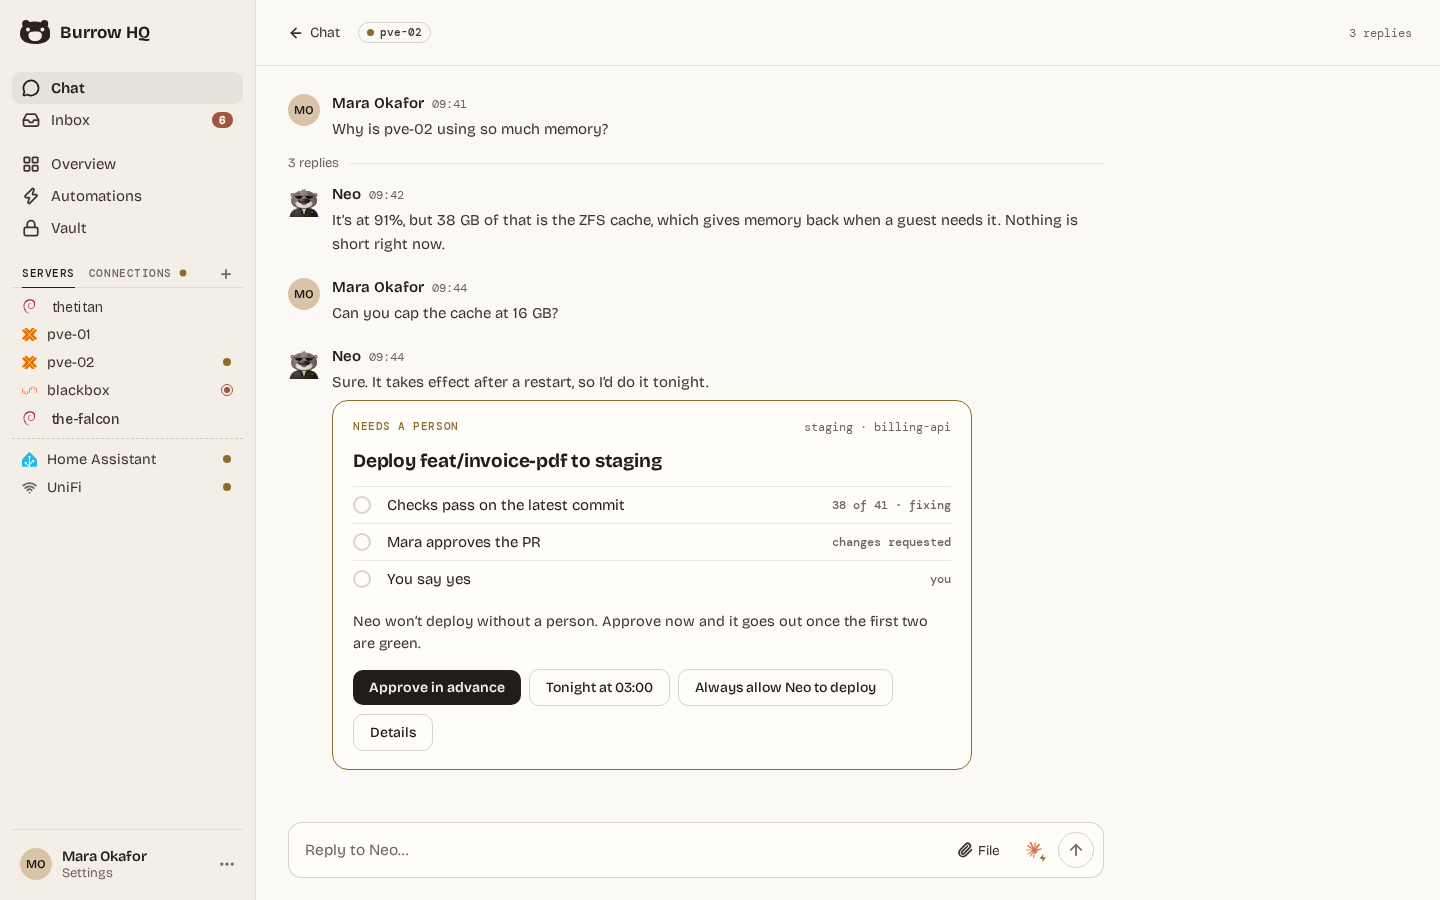 Burrow HQ
Chat
Inbox
6
Overview
Automations
Vault
SERVERS
CONNECTIONS
thetitan
pve-01
pve-02
blackbox
the-falcon
Home Assistant
UniFi
MO
Mara Okafor
Settings
Chat
pve-02
3 replies
MO
Mara Okafor 09:41
Why is pve-02 using so much memory?
3 replies
Neo 09:42
It's at 91%, but 38 GB of that is the ZFS cache, which gives memory back when a guest needs it. Nothing is
short right now.
MO
Mara Okafor 09:44
Can you cap the cache at 16 GB?
Neo 09:44
Sure. It takes effect after a restart, so I'd do it tonight.
NEEDS A PERSON
staging · billing-api
Deploy feat/invoice-pdf to staging
Checks pass on the latest commit
38 of 41 · fixing
Mara approves the PR
changes requested
You say yes
you
Neo won't deploy without a person. Approve now and it goes out once the first two
are green.
Approve in advance
Tonight at 03:00
Always allow Neo to deploy
Details
Reply to Neo...
File